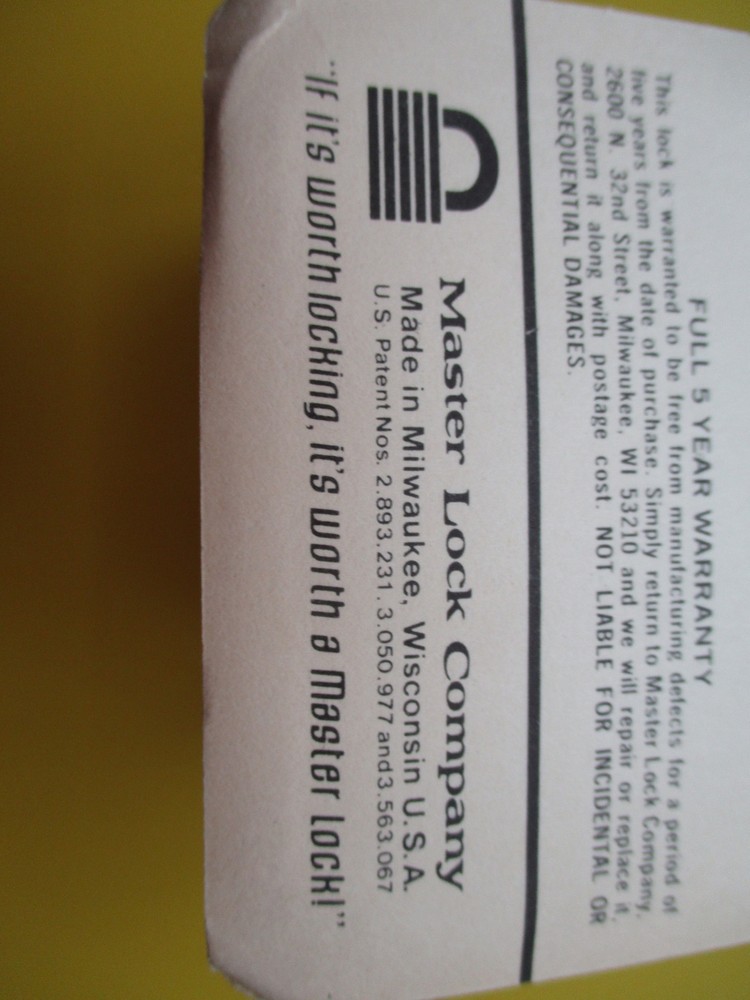 FULL 5 YEAR WARRANTY
This lock is warranted to be free from manufacturing defects for a period of
five years from the date of purchase. Simply return to Master Lock Company,
2600 N. 32nd Street, Milwaukee, WI 53210 and we will repair or replace it,
and return it along with postage cost. NOT LIABLE FOR INCIDENTAL OR
CONSEQUENTIAL DAMAGES.
Master Lock Company
Made in Milwaukee, Wisconsin U.S.A.
U.S. Patent Nos. 2.893.231, 3.050.977 and 3.563.067
"If it's worth locking, it's worth a Master Lock!"